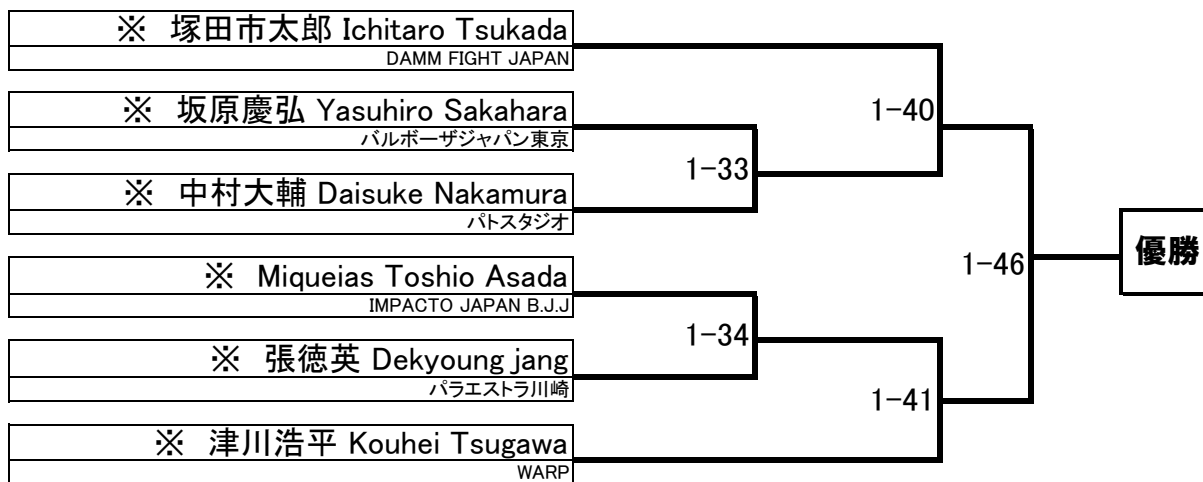 ※ 塚田市太郎 Ichitaro Tsukada
DAMM FIGHT JAPAN
※ 坂原慶弘 Yasuhiro Sakahara
バルボーザジャパン東京
※ 中村大輔 Daisuke Nakamura
パトスタジオ
※ Miqueias Toshio Asada
IMPACTO JAPAN B.J.J
※ 張徳英 Dekyoung jang
パラエストラ川崎
※ 津川浩平 Kouhei Tsugawa
WARP
1-33
1-34
1-40
1-41
1-46
優勝